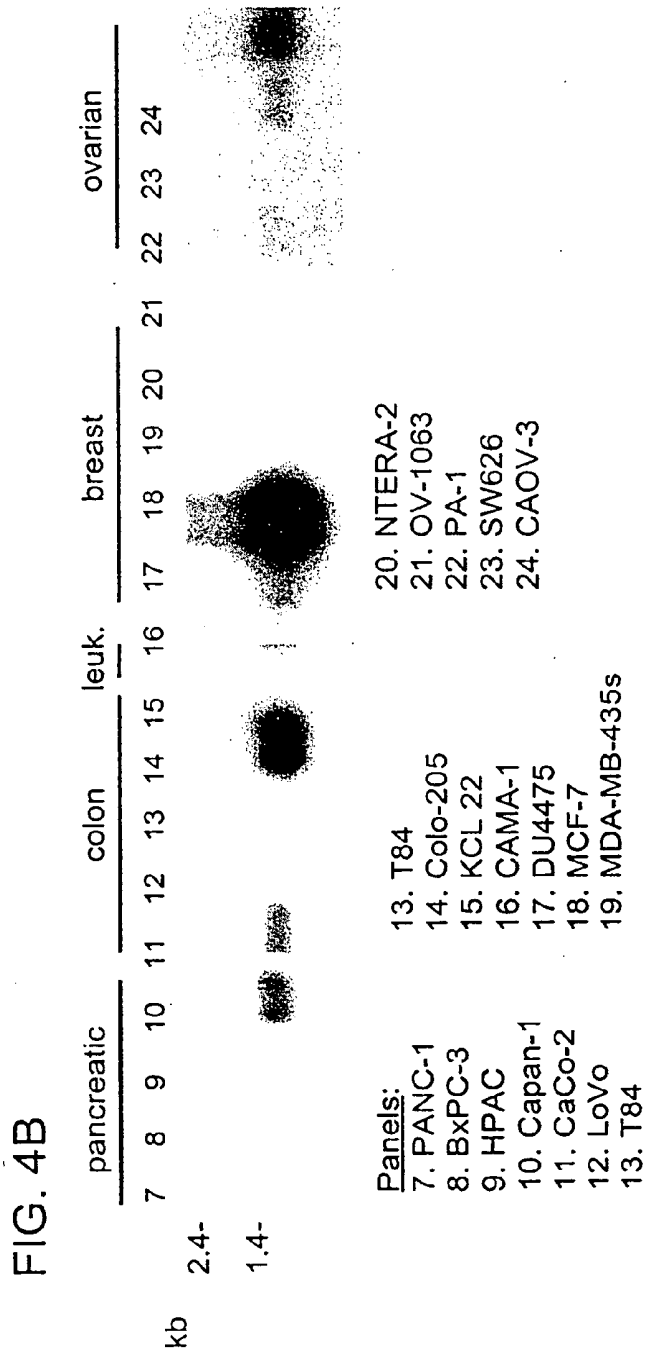 FIG. 4B
pancreatic colon leuk. breast ovarian
7 8 9 10 11 12 13 14 15 16 17 18 19 20 21 22 23 24
kb
2.4-
1.4-
Panels:
7. PANC-1
8. BxPC-3
9. HPAC
10. Capan-1
11. CaCo-2
12. LoVo
13. T84
13. T84
14. Colo-205
15. KCL 22
16. CAMA-1
17. DU4475
18. MCF-7
19. MDA-MB-435s
20. NTERA-2
21. OV-1063
22. PA-1
23. SW626
24. CAOV-3